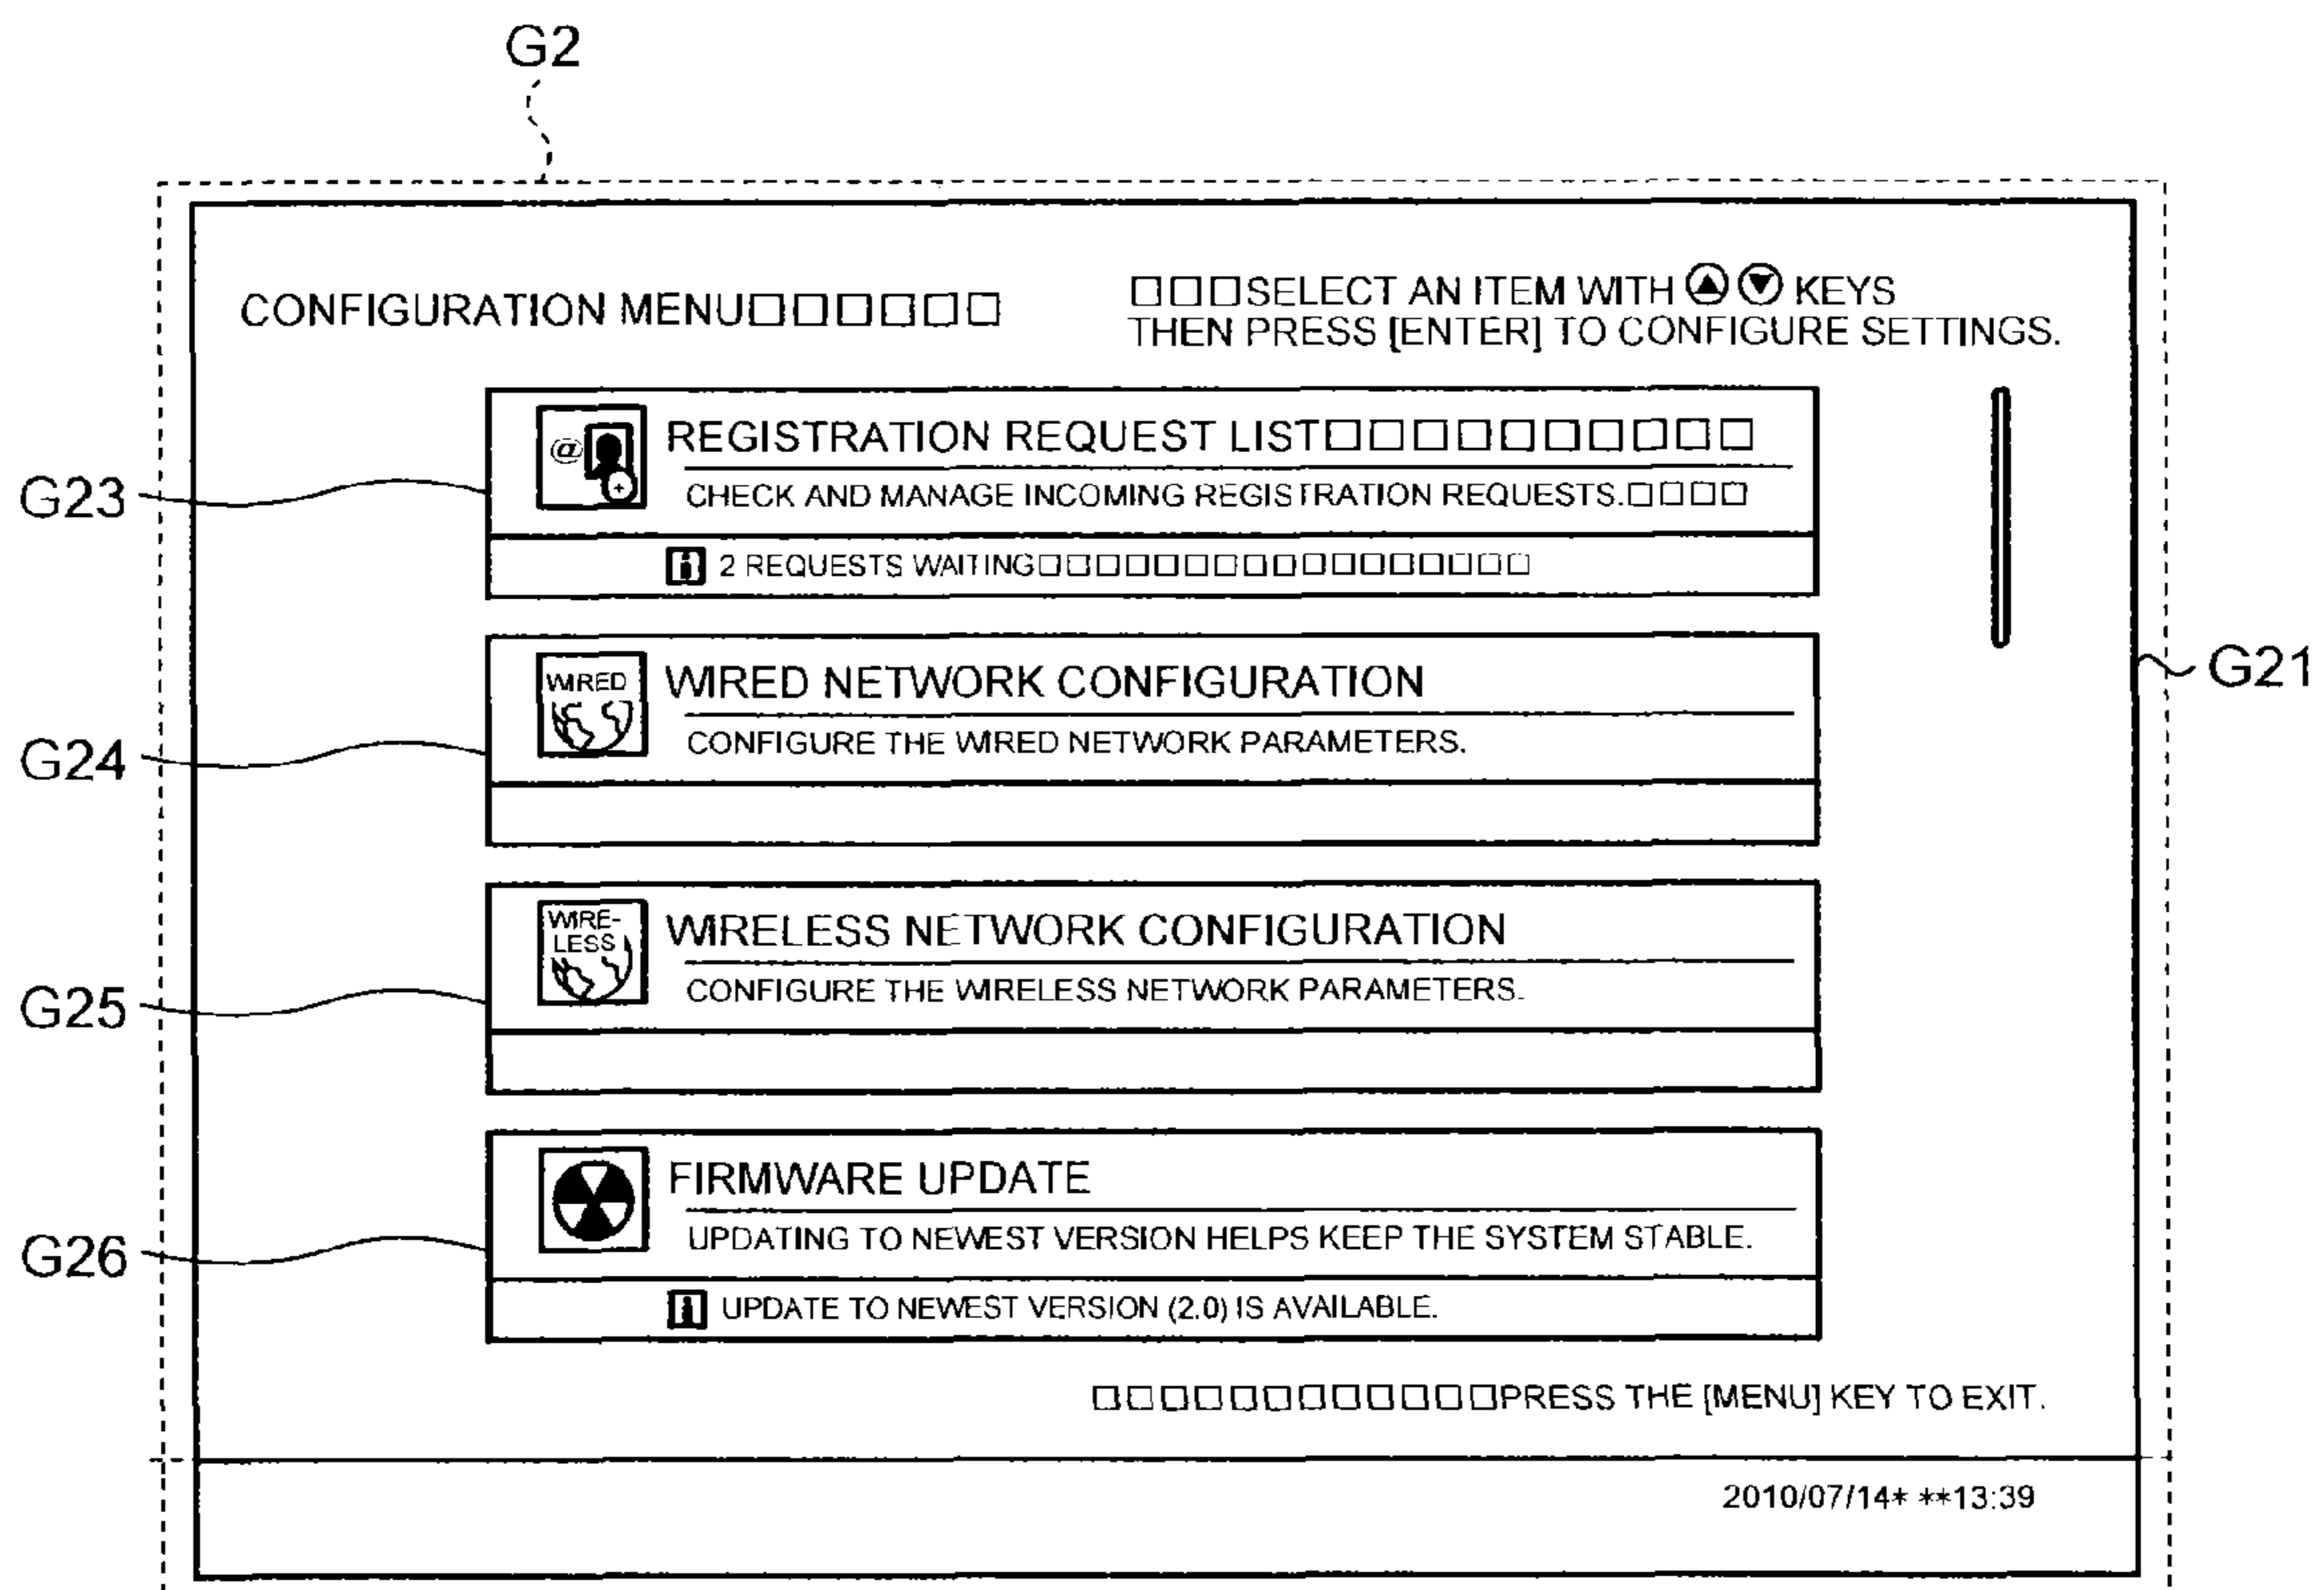 G2
CONFIGURATION MENU□□□□□□
□□□SELECT AN ITEM WITH ▲ ▼ KEYS
THEN PRESS [ENTER] TO CONFIGURE SETTINGS.
G23
@
REGISTRATION REQUEST LIST□□□□□□□□□□
CHECK AND MANAGE INCOMING REGISTRATION REQUESTS.□□□□
i 2 REQUESTS WAITING□□□□□□□□□□□□□□□□□
G21
G24
WIRED
WIRED NETWORK CONFIGURATION
CONFIGURE THE WIRED NETWORK PARAMETERS.
G25
WIRE-
LESS
WIRELESS NETWORK CONFIGURATION
CONFIGURE THE WIRELESS NETWORK PARAMETERS.
G26
FIRMWARE UPDATE
UPDATING TO NEWEST VERSION HELPS KEEP THE SYSTEM STABLE.
i UPDATE TO NEWEST VERSION (2.0) IS AVAILABLE.
□□□□□□□□□□□□PRESS THE [MENU] KEY TO EXIT.
2010/07/14* **13:39